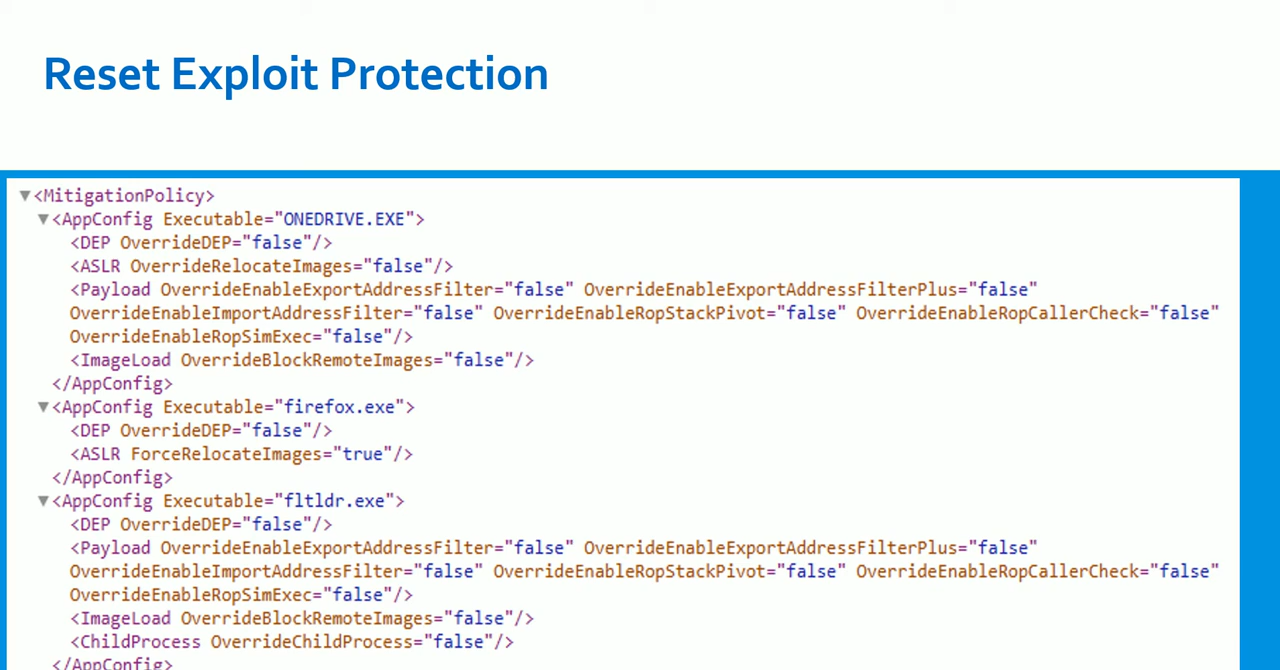 Reset Exploit Protection
▼<MitigationPolicy>
▼<AppConfig Executable="ONEDRIVE.EXE">
<DEP OverrideDEP="false"/>
<ASLR OverrideRelocateImages="false"/>
<Payload OverrideEnableExportAddressFilter="false" OverrideEnableExportAddressFilterPlus="false"
OverrideEnableImportAddressFilter="false" OverrideEnableRopStackPivot="false" OverrideEnableRopCallerCheck="false"
OverrideEnableRopSimExec="false"/>
<ImageLoad OverrideBlockRemoteImages="false"/>
</AppConfig>
▼<AppConfig Executable="firefox.exe">
<DEP OverrideDEP="false"/>
<ASLR ForceRelocateImages="true"/>
</AppConfig>
▼<AppConfig Executable="fltldr.exe">
<DEP OverrideDEP="false"/>
<Payload OverrideEnableExportAddressFilter="false" OverrideEnableExportAddressFilterPlus="false"
OverrideEnableImportAddressFilter="false" OverrideEnableRopStackPivot="false" OverrideEnableRopCallerCheck="false"
OverrideEnableRopSimExec="false"/>
<ImageLoad OverrideBlockRemoteImages="false"/>
<ChildProcess OverrideChildProcess="false"/>
</AppConfig>